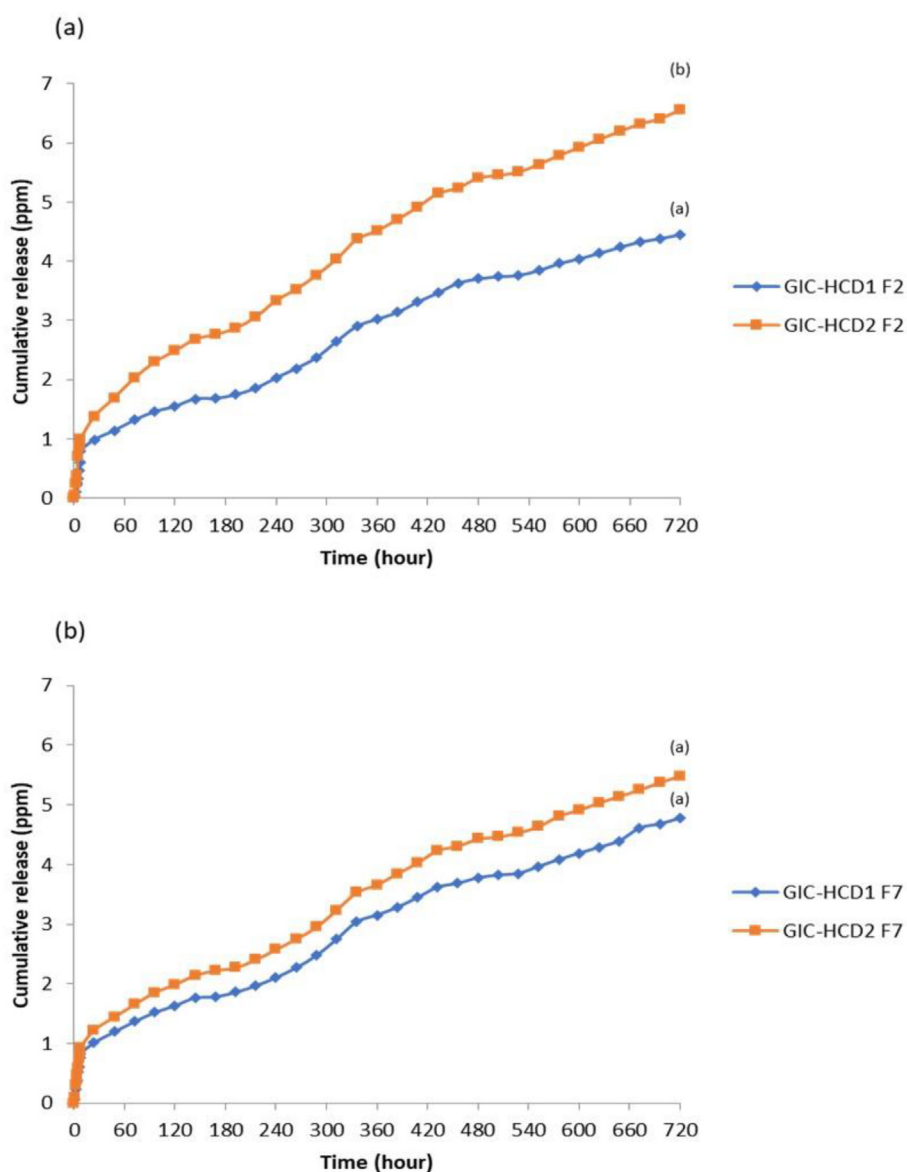 (a)
7
6
5
4
3
2
1
0
Cumulative release (ppm)
(b)
(a)
0 60 120 180 240 300 360 420 480 540 600 660 720
Time (hour)
GIC-HCD1 F2
GIC-HCD2 F2
(b)
7
6
5
4
3
2
1
0
Cumulative release (ppm)
(a)
(a)
0 60 120 180 240 300 360 420 480 540 600 660 720
Time (hour)
GIC-HCD1 F7
GIC-HCD2 F7